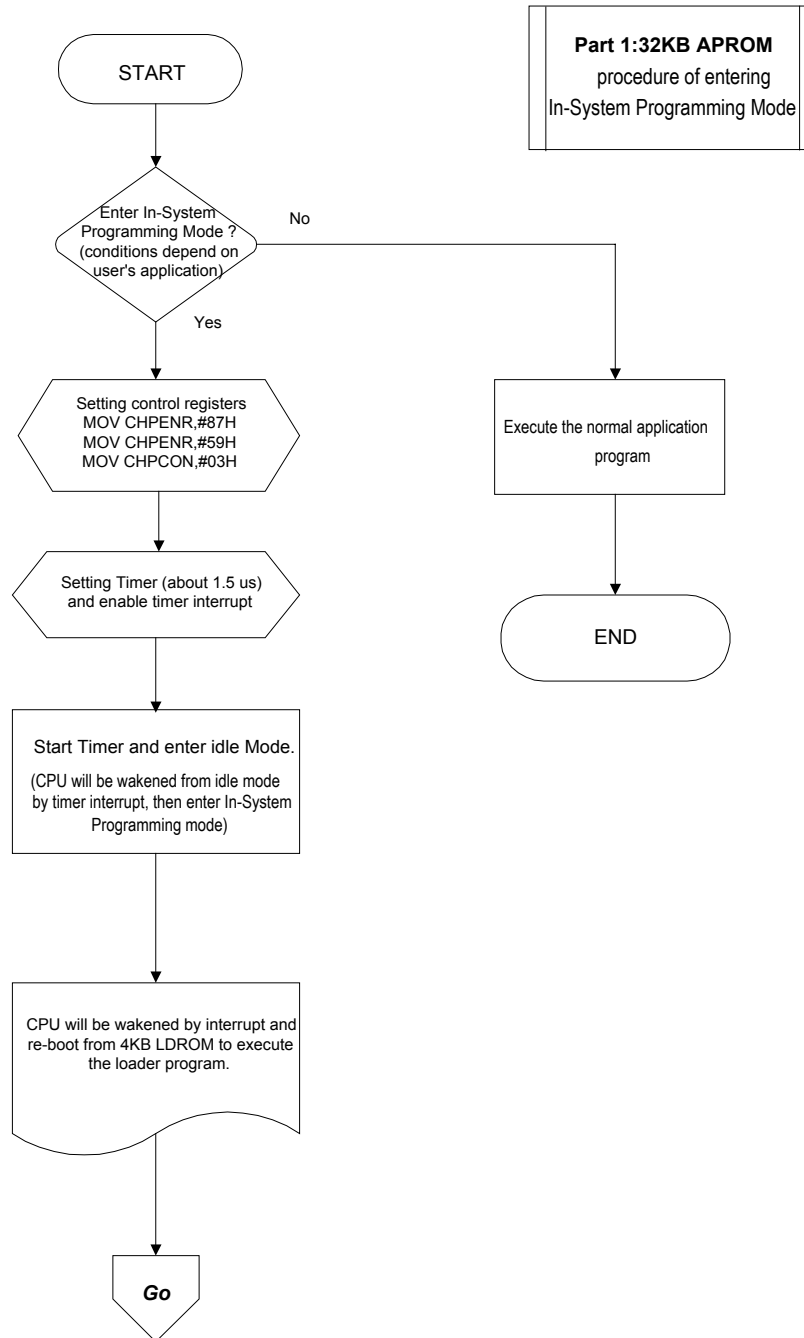 START
Part 1:32KB APROM
procedure of entering
In-System Programming Mode
Enter In-System
Programming Mode ?
(conditions depend on
user's application)
No
Yes
Setting control registers
MOV CHPENR,#87H
MOV CHPENR,#59H
MOV CHPCON,#03H
Execute the normal application
program
Setting Timer (about 1.5 us)
and enable timer interrupt
END
Start Timer and enter idle Mode.
(CPU will be wakened from idle mode
by timer interrupt, then enter In-System
Programming mode)
CPU will be wakened by interrupt and
re-boot from 4KB LDROM to execute
the loader program.
Go